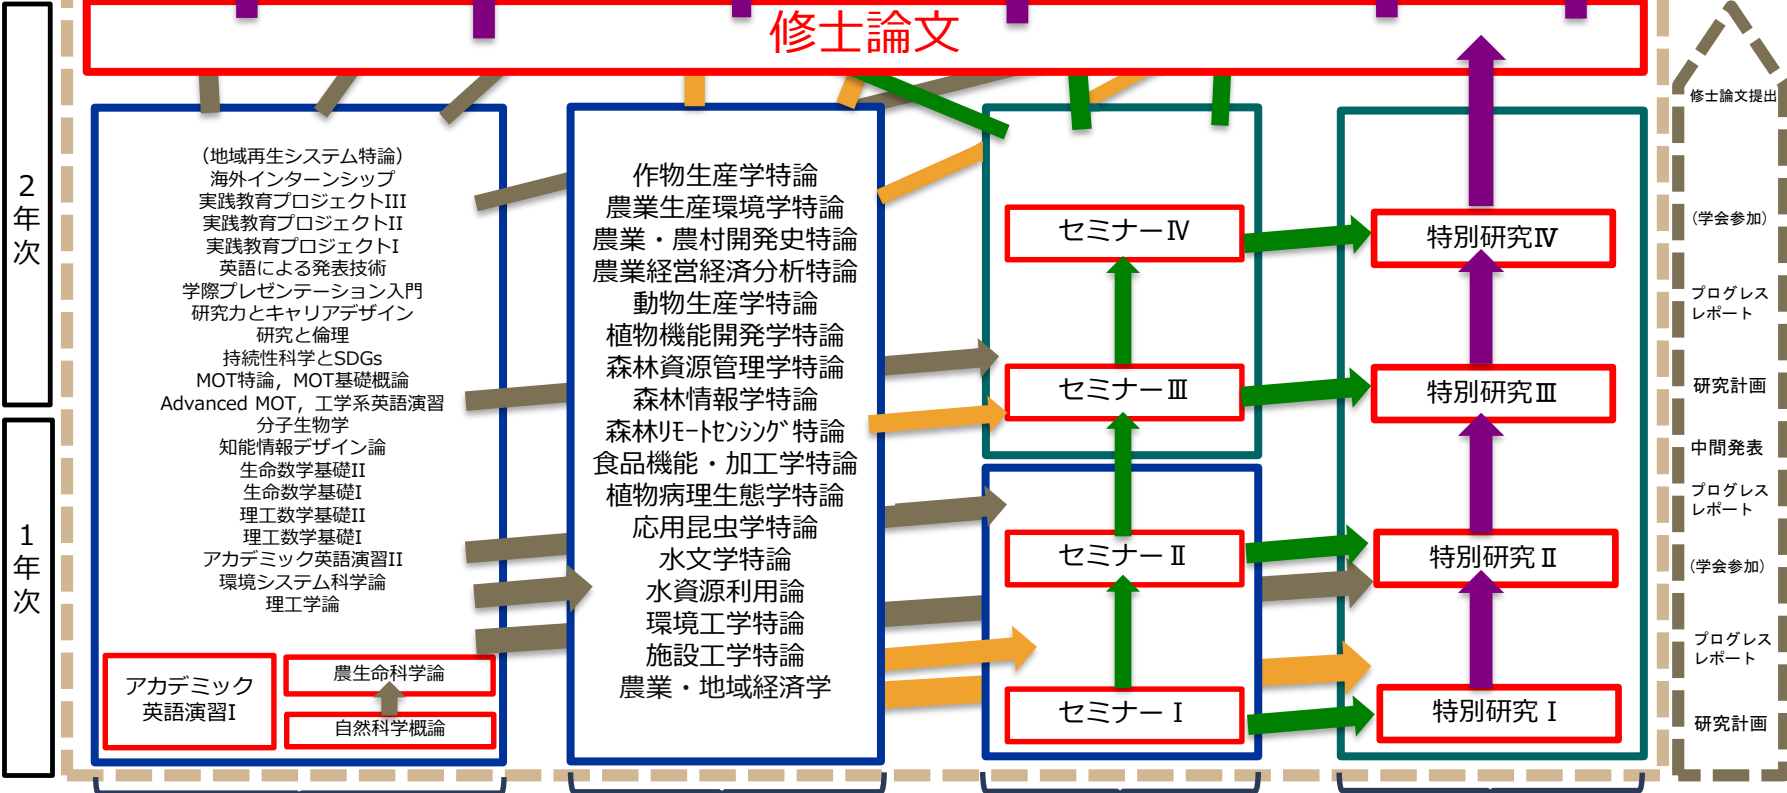 修士論文
2
年
次
1
年
次
(地域再生システム特論)
海外インターンシップ
実践教育プロジェクトIII
実践教育プロジェクトII
実践教育プロジェクトI
英語による発表技術
学際プレゼンテーション入門
研究力とキャリアデザイン
研究と倫理
持続性科学とSDGs
MOT特論，MOT基礎概論
Advanced MOT，工学系英語演習
分子生物学
知能情報デザイン論
生命数学基礎II
生命数学基礎I
理工数学基礎II
理工数学基礎I
アカデミック英語演習II
環境システム科学論
理工学論
アカデミック
英語演習I
農生命科学論
自然科学概論
作物生産学特論
農業生産環境学特論
農業・農村開発史特論
農業経営経済分析特論
動物生産学特論
植物機能開発学特論
森林資源管理学特論
森林情報学特論
森林ﾘﾓｰﾄｾﾝｼﾝｸﾞ特論
食品機能・加工学特論
植物病理生態学特論
応用昆虫学特論
水文学特論
水資源利用論
環境工学特論
施設工学特論
農業・地域経済学
セミナーⅣ
セミナーⅢ
セミナーⅡ
セミナーⅠ
特別研究Ⅳ
特別研究Ⅲ
特別研究Ⅱ
特別研究Ⅰ
修士論文提出
(学会参加)
プログレス
レポート
研究計画
中間発表
プログレス
レポート
(学会参加)
プログレス
レポート
研究計画